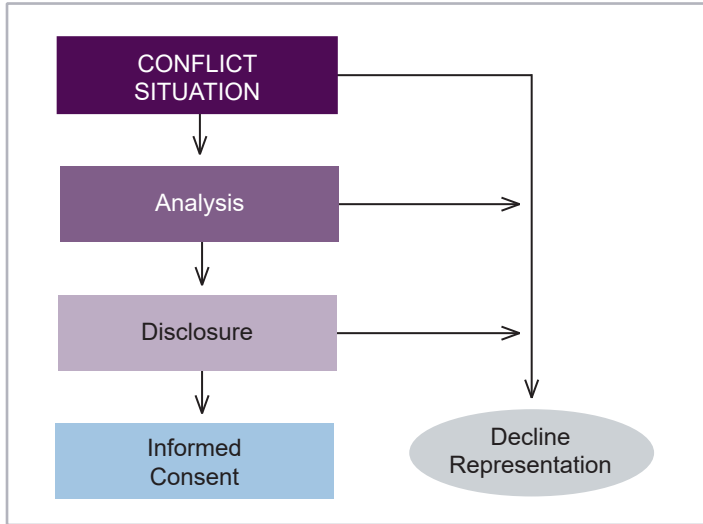 CONFLICT
SITUATION
Analysis
Disclosure
Informed
Consent
Decline
Representation